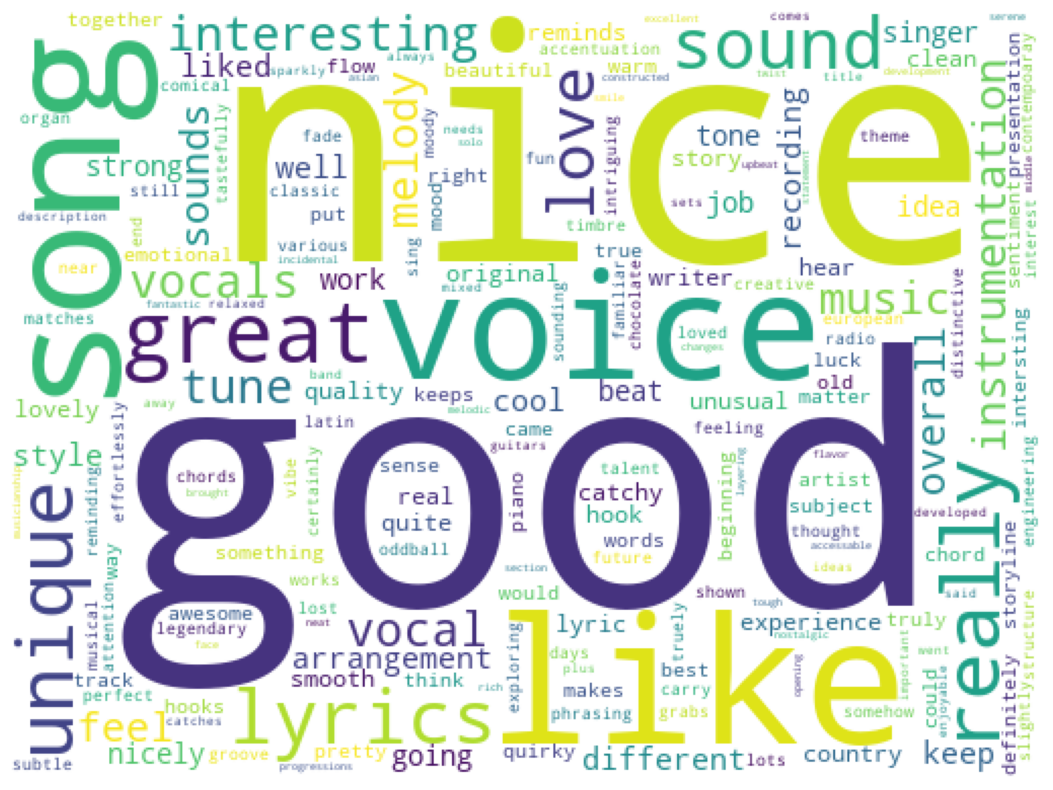 together
interesting
reminds
excellent
comes
serene
accentuation
sound
singer
clean
liked
sparkly
flow
always
beautiful
warm
constructed
twist
title
development
comical
asian
smile
organ
song
nice
contempoaray
presentation
sounds
tastefully
melody
moody
love
intriguing
recording
tone
theme
instrumentation
fade
needs
solo
strong
well
fun
story
upbeat
statement
middle
still
classic
right
mood
sets
job
idea
sentiment
interest
description
put
timbre
end
emotional
various
incidental
sing
true
hear
near
vocals
work
original
mixed
familiar
chocolate
writer
creative
music
distinctive
fantastic
relaxed
sounding
european
matches
great
voice
loved
changes
radio
luck
overall
intersting
band
tune
quality
keeps
cool
beat
unusual
old
matter
lovely
away
melodic
latin
came
feeling
effortlessly
guitars
style
good
flavor
sense
talent
chords
brought
vibe
certainly
real
piano
catchy
artist
musicianship
unique
reminding
quite
hook
beginning
layering
subject
developed
engineering
really
oddball
words
thought
accessable
something
future
chord
section
ideas
way
attention
works
would
shown
said
storyline
awesome
lost
tough
experience
truly
legendary
neat
vocal
like
lyric
nostalgic
musical
face
arrangement
exploring
days
truely
best
opening
important
went
structure
track
smooth
think
plus
makes
carry
could
enjoyable
slightly
definitely
perfect
rich
hooks
lyrics
phrasing
grabs
somehow
feel
catches
subtle
nicely
groove
pretty
going
quirky
different
lots
country
keep
progressions